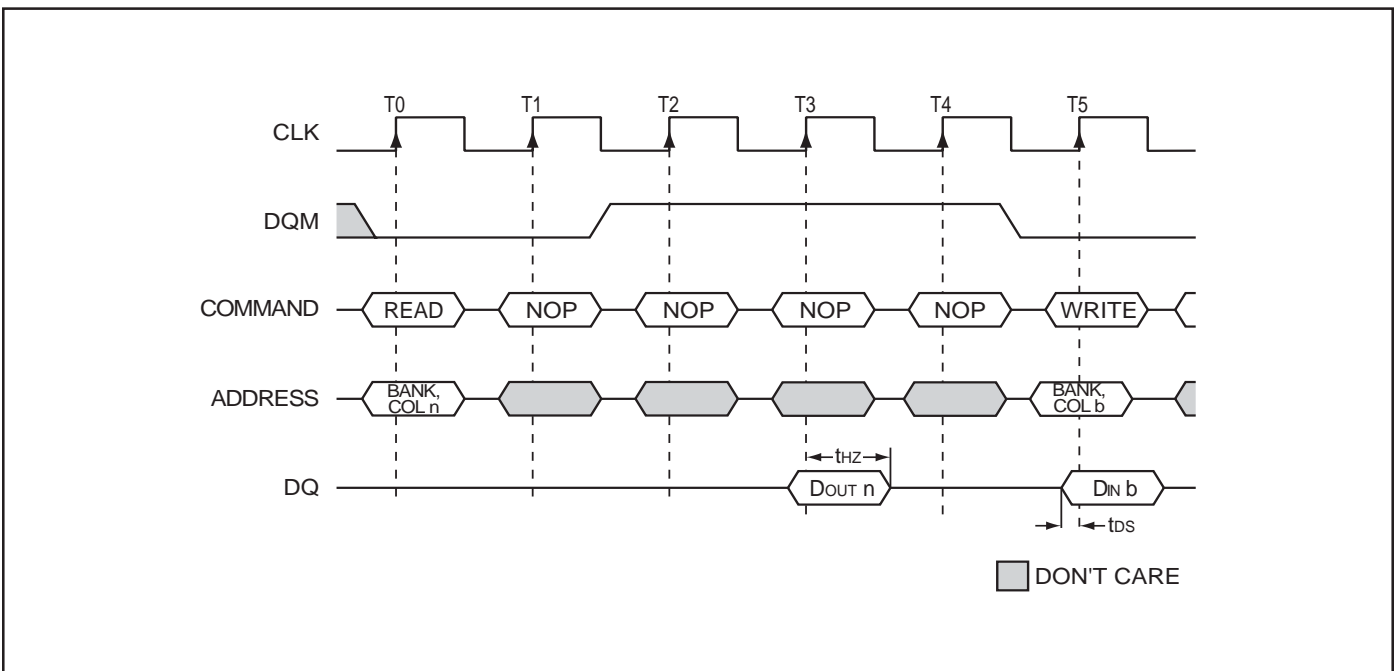 T0 T1 T2 T3 T4 T5
CLK
DQM
COMMAND READ NOP NOP NOP NOP WRITE
ADDRESS BANK, COL n BANK, COL b
tHZ
DQ DOUT n DIN b
tDS
DON'T CARE